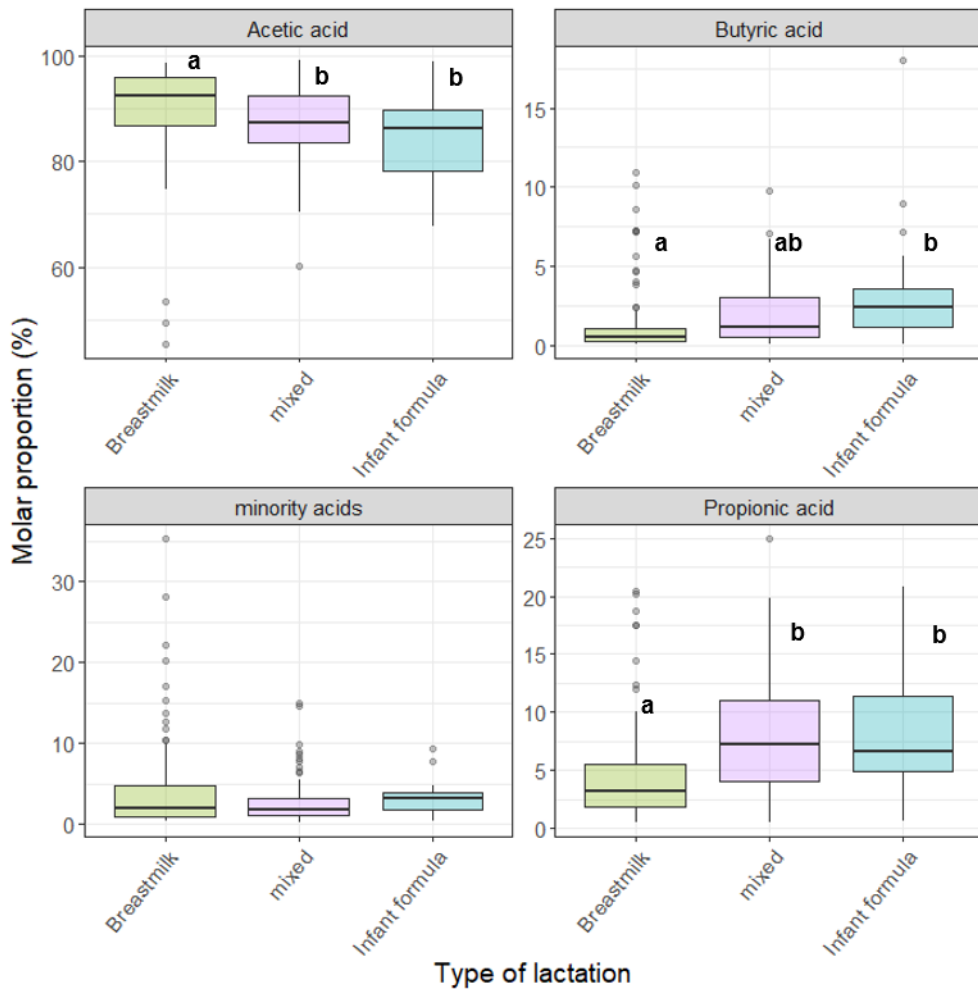 Acetic acid
Butyric acid
100
80
60
a
b
b
15
10
5
0
a
ab
b
Breastmilk
mixed
Infant formula
Breastmilk
mixed
Infant formula
Molar proportion (%)
minority acids
Propionic acid
30
20
10
0
25
20
15
10
5
0
a
b
b
Breastmilk
mixed
Infant formula
Breastmilk
mixed
Infant formula
Type of lactation